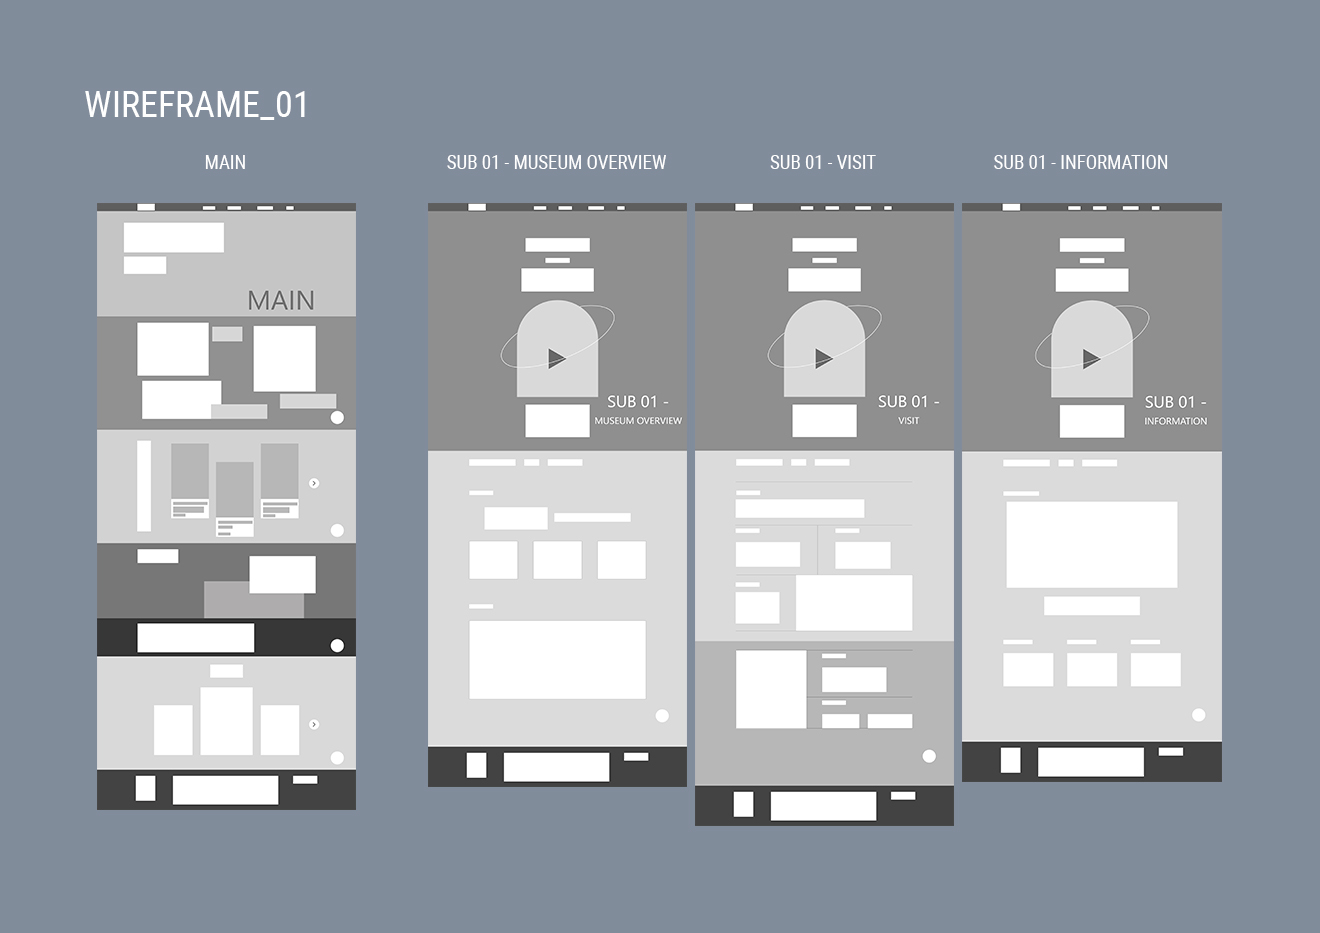 WIREFRAME_01
MAIN
SUB 01 - MUSEUM OVERVIEW
SUB 01 - VISIT
SUB 01 - INFORMATION
MAIN
SUB 01 -
MUSEUM OVERVIEW
SUB 01 -
VISIT
SUB 01 -
INFORMATION